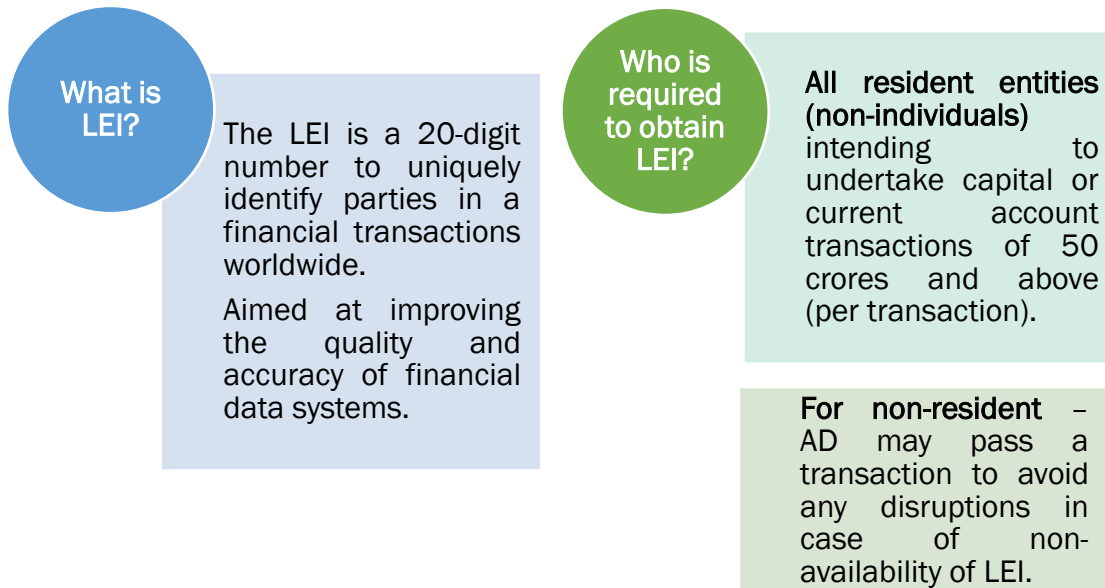 What is
LEI?
The LEI is a 20-digit
number to uniquely
identify parties in a
financial transactions
worldwide.
Aimed at improving
the quality and
accuracy of financial
data systems.
Who is
required
to obtain
LEI?
All resident entities
(non-individuals)
intending to
undertake capital or
current account
transactions of 50
crores and above
(per transaction).
For non-resident –
AD may pass a
transaction to avoid
any disruptions in
case of non-
availability of LEI.